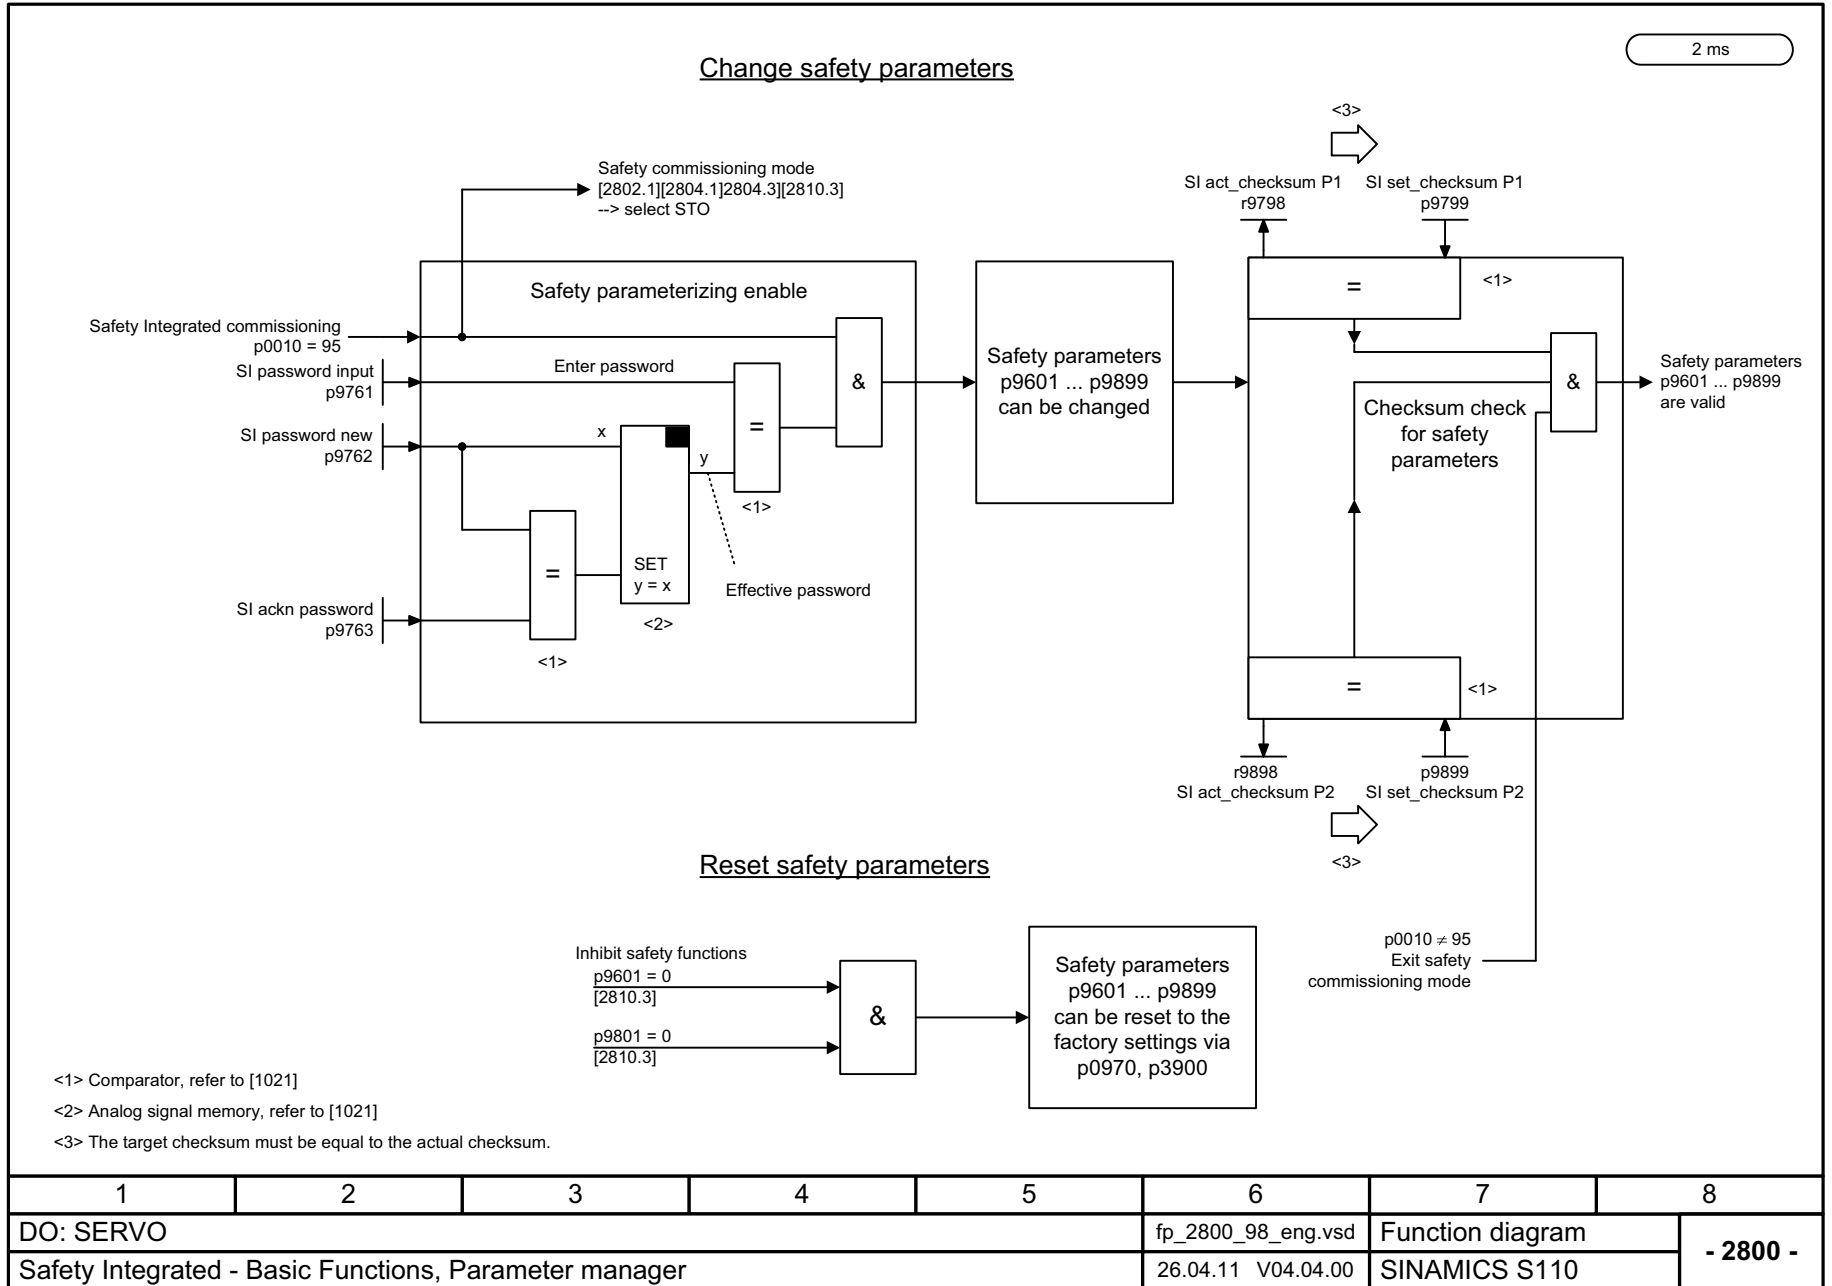 2 ms
Change safety parameters
<3>
Safety commissioning mode
[2802.1][2804.1]2804.3][2810.3]
--> select STO
SI act_checksum P1
r9798
SI set_checksum P1
p9799
Safety parameterizing enable
=
<1>
Safety Integrated commissioning
p0010 = 95
SI password input
p9761
Enter password
&
=
<1>
SI password new
p9762
x
y
SET
y = x
<2>
Effective password
=
<1>
SI ackn password
p9763
Safety parameters
p9601 ... p9899
can be changed
Checksum check
for safety
parameters
&
Safety parameters
p9601 ... p9899
are valid
=
<1>
r9898
SI act_checksum P2
p9899
SI set_checksum P2
<3>
Reset safety parameters
p0010 ≠ 95
Exit safety
commissioning mode
Inhibit safety functions
p9601 = 0
[2810.3]
p9801 = 0
[2810.3]
&
Safety parameters
p9601 ... p9899
can be reset to the
factory settings via
p0970, p3900
<1> Comparator, refer to [1021]
<2> Analog signal memory, refer to [1021]
<3> The target checksum must be equal to the actual checksum.
1 2 3 4 5 6 7 8
DO: SERVO
fp_2800_98_eng.vsd
Function diagram
- 2800 -
Safety Integrated - Basic Functions, Parameter manager
26.04.11 V04.04.00
SINAMICS S110